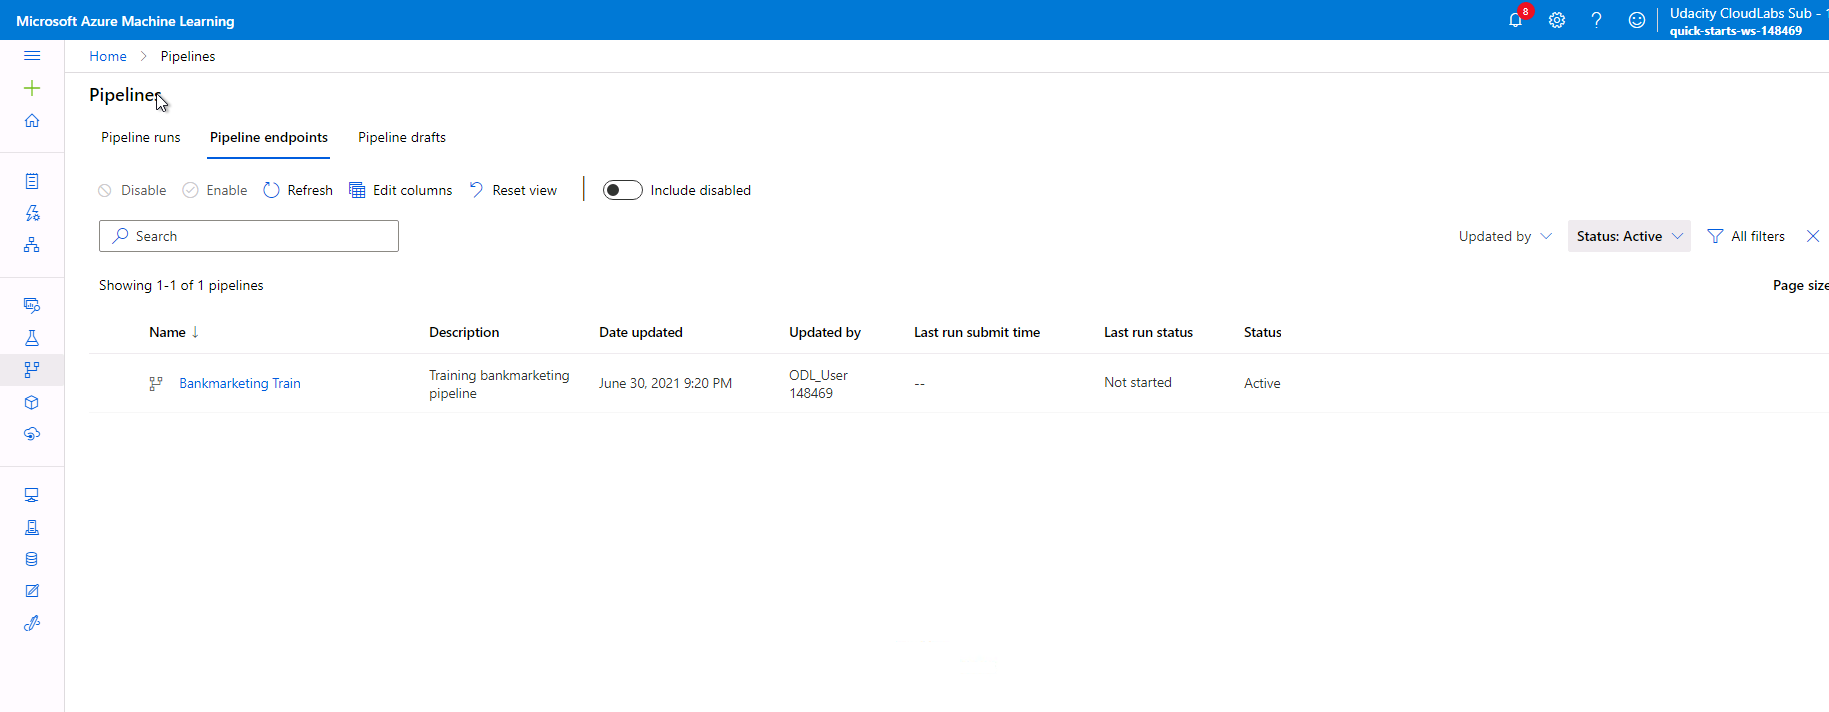 Microsoft Azure Machine Learning
8
Udacity CloudLabs Sub - 1
quick-starts-ws-148469
Home > Pipelines
Pipelines
Pipeline runs Pipeline endpoints Pipeline drafts
Disable Enable Refresh Edit columns Reset view Include disabled
Search Updated by Status: Active All filters
Showing 1-1 of 1 pipelines Page size
Name ↓ Description Date updated Updated by Last run submit time Last run status Status
Bankmarketing Train Training bankmarketing pipeline June 30, 2021 9:20 PM ODL_User 148469 -- Not started Active